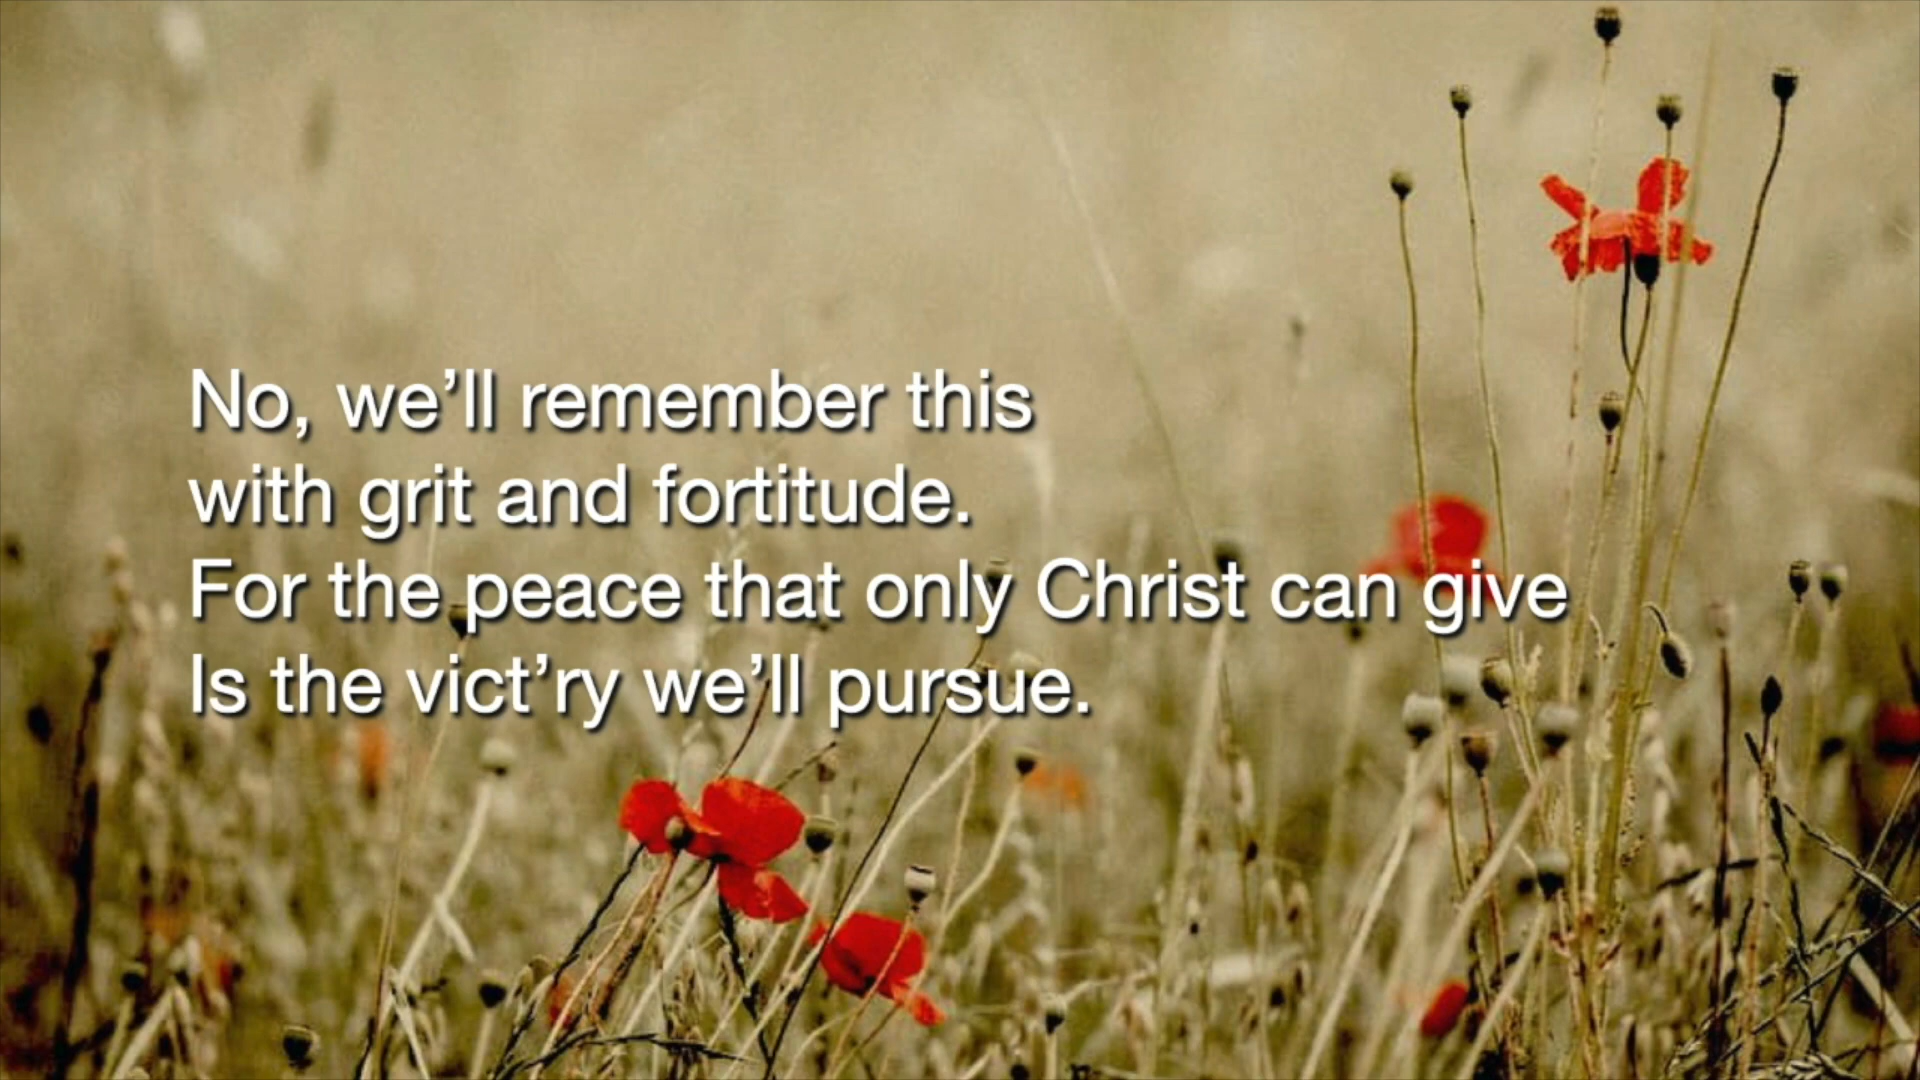 No, we’ll remember this
with grit and fortitude.
For the peace that only Christ can give
Is the vict’ry we’ll pursue.